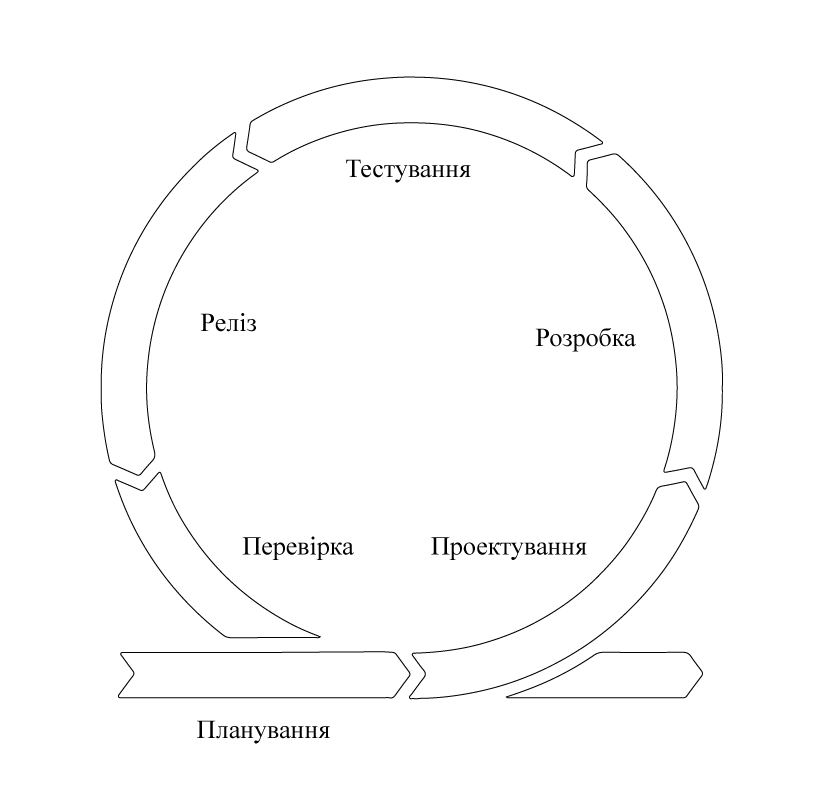 Тестування
Реліз
Розробка
Перевірка
Проектування
Планування